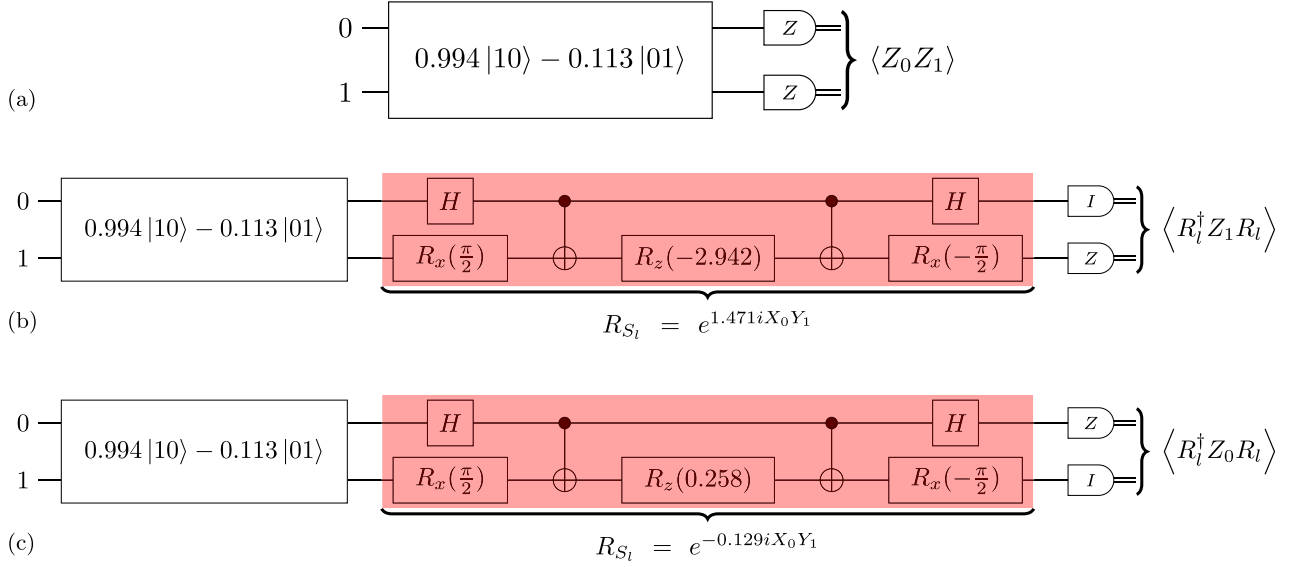 0 0.994 |10⟩ − 0.113 |01⟩ Z ⟨Z₀Z₁⟩
1 Z
(a)
0 0.994 |10⟩ − 0.113 |01⟩ H H I ⟨R_l^† Z₁ R_l⟩
1 R_x(π/2) R_z(−2.942) R_x(−π/2) Z
R_{S_l} = e^{1.471iX₀Y₁}
(b)
0 0.994 |10⟩ − 0.113 |01⟩ H H Z ⟨R_l^† Z₀ R_l⟩
1 R_x(π/2) R_z(0.258) R_x(−π/2) I
R_{S_l} = e^{−0.129iX₀Y₁}
(c)